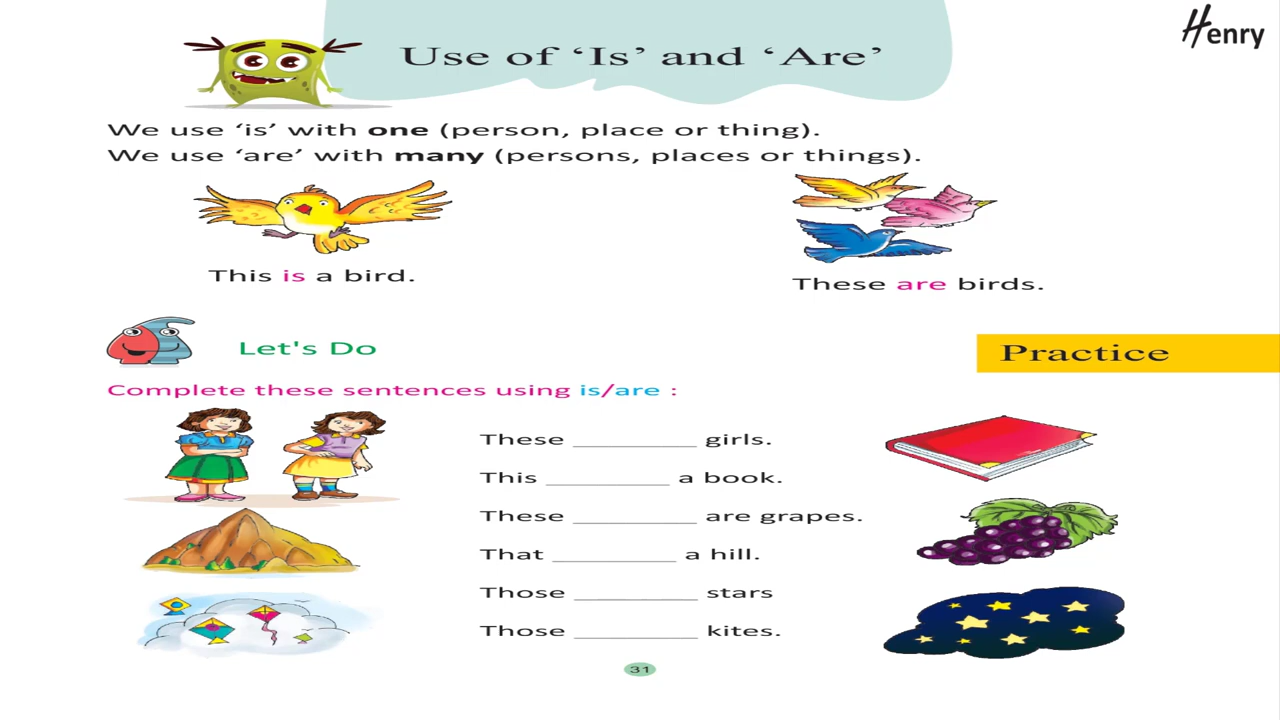 Henry
Use of ‘Is’ and ‘Are’
We use ‘is’ with one (person, place or thing).
We use ‘are’ with many (persons, places or things).
This is a bird.
These are birds.
Let's Do
Practice
Complete these sentences using is/are :
These __________ girls.
This __________ a book.
These __________ are grapes.
That __________ a hill.
Those __________ stars
Those __________ kites.
31